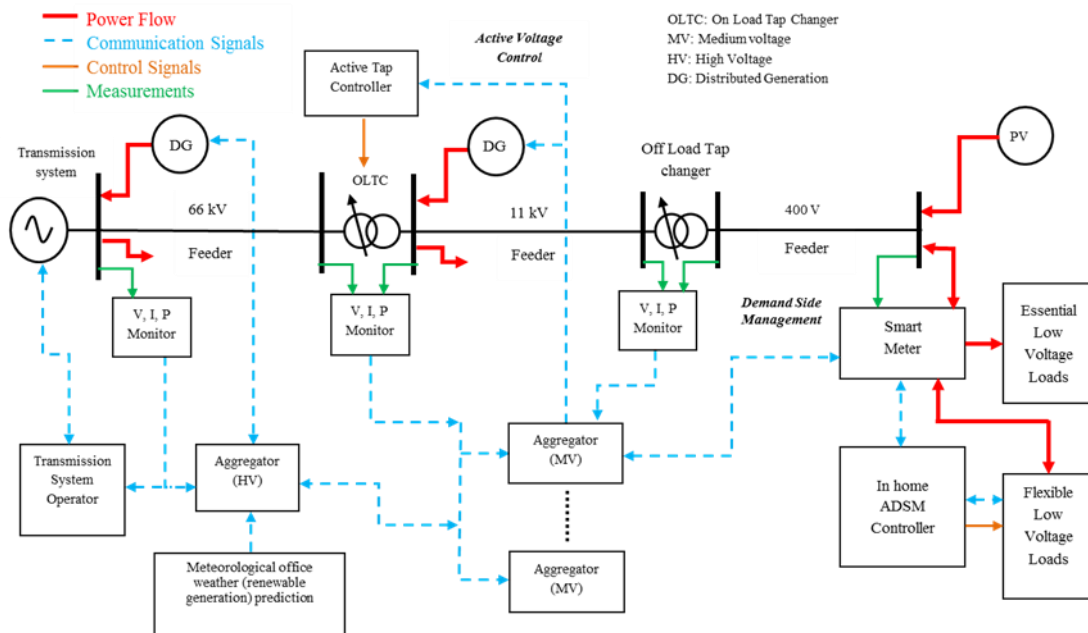 Power Flow
Communication Signals
Control Signals
Measurements
Active Voltage
Control
OLTC: On Load Tap Changer
MV: Medium voltage
HV: High Voltage
DG: Distributed Generation
Active Tap
Controller
Transmission
system
DG
DG
Off Load Tap
changer
PV
OLTC
66 kV
Feeder
11 kV
Feeder
400 V
Feeder
V, I, P
Monitor
V, I, P
Monitor
V, I, P
Monitor
Demand Side
Management
Smart
Meter
Essential
Low
Voltage
Loads
Transmission
System
Operator
Aggregator
(HV)
Aggregator
(MV)
In home
ADSM
Controller
Flexible
Low
Voltage
Loads
Meteorological office
weather (renewable
generation) prediction
Aggregator
(MV)